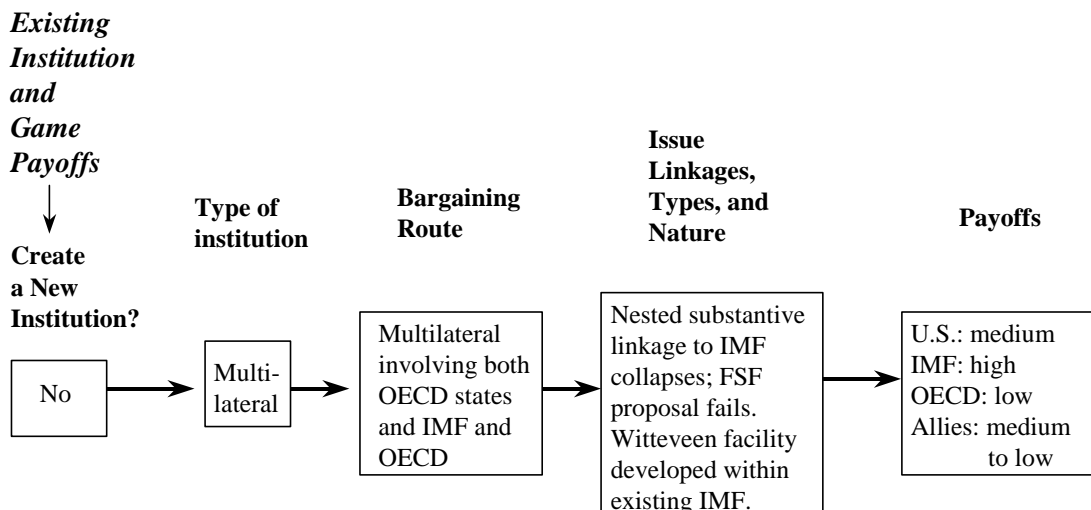 Existing
Institution
and
Game
Payoffs
Create
a New
Institution?
No
Type of
institution
Multi-
lateral
Bargaining
Route
Multilateral
involving both
OECD states
and IMF and
OECD
Issue
Linkages,
Types, and
Nature
Nested substantive
linkage to IMF
collapses; FSF
proposal fails.
Witteveen facility
developed within
existing IMF.
Payoffs
U.S.: medium
IMF: high
OECD: low
Allies: medium
to low